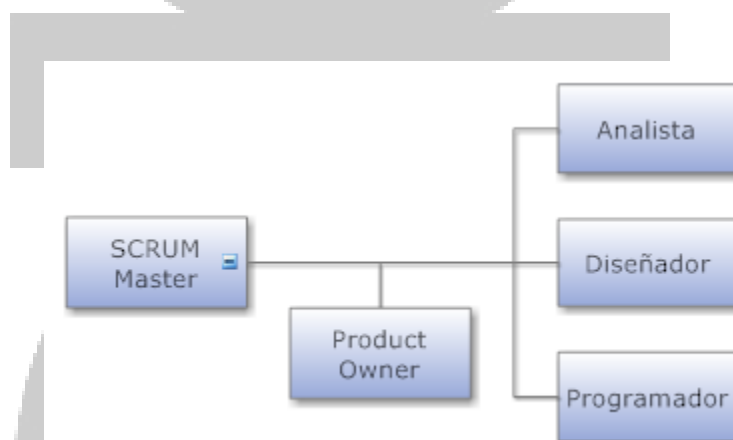 Analista
SCRUM
Master
Diseñador
Product
Owner
Programador